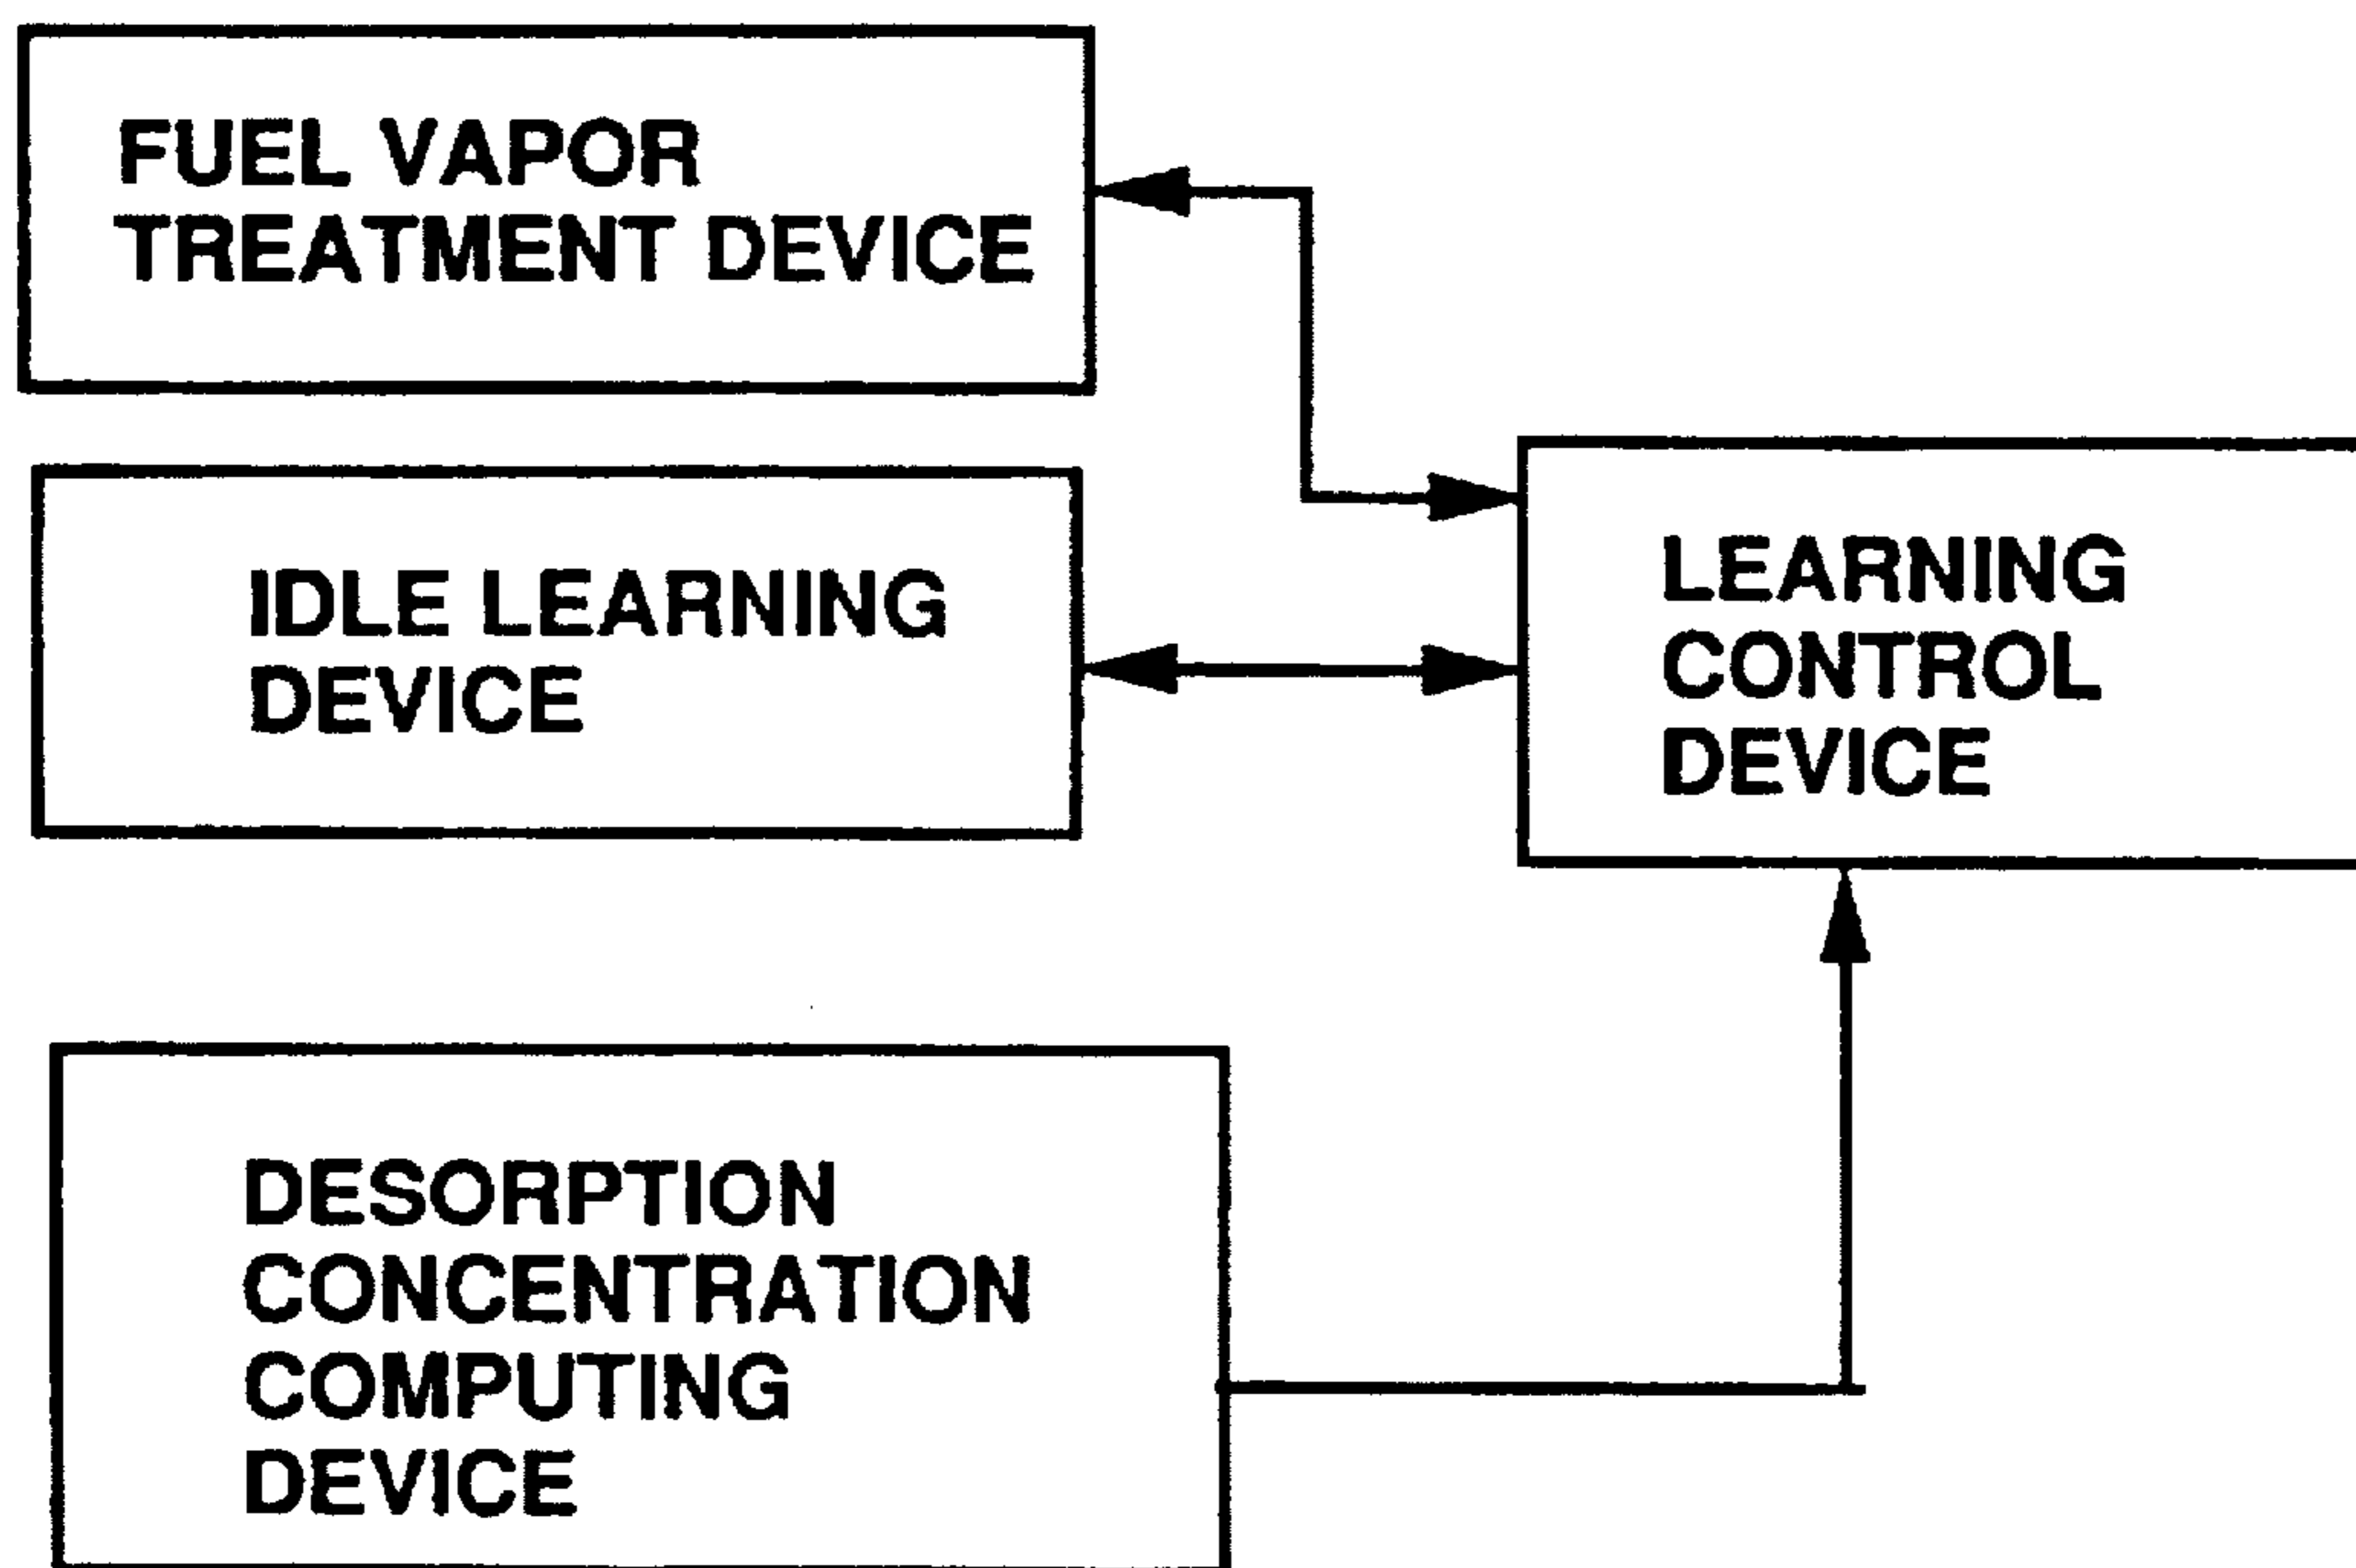 FUEL VAPOR
TREATMENT DEVICE
IDLE LEARNING
DEVICE
LEARNING
CONTROL
DEVICE
DESORPTION
CONCENTRATION
COMPUTING
DEVICE